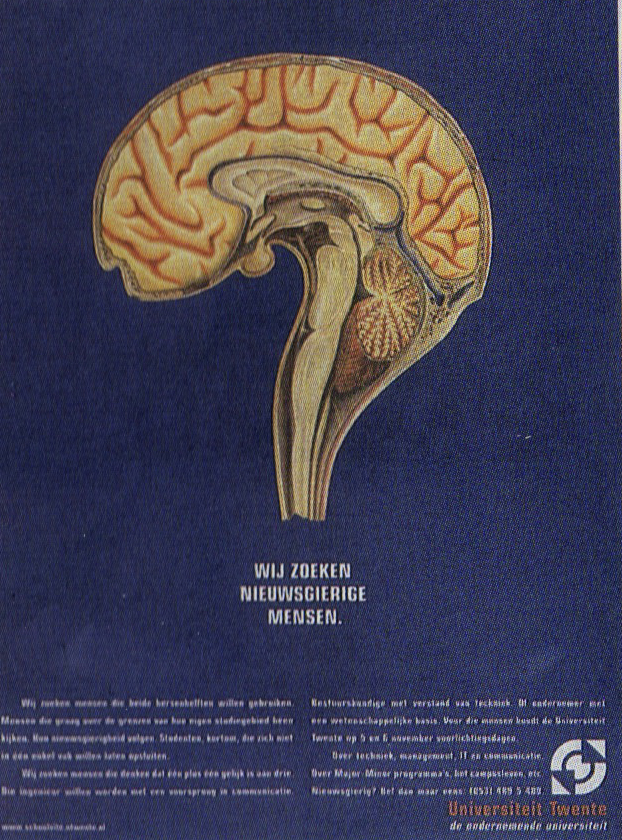 WIJ ZOEKEN
NIEUWSGIERIGE
MENSEN.
Wij zoeken mensen die beide hersenhelften willen gebruiken.
Mensen die graag over de grenzen van hun eigen studiegebied heen
kijken. Hun nieuwsgierigheid volgen. Studenten, kortom, die zich niet
in één enkel vak willen laten opsluiten.
Wij zoeken mensen die denken dat één plus één gelijk is aan drie.
Die ingenieur willen worden met een voorsprong in communicatie.
Bestuurskundige met verstand van techniek. Of ondernemer met
een wetenschappelijke basis. Voor die mensen houdt de Universiteit
Twente op 5 en 6 november voorlichtingsdagen.
Over techniek, management, IT en communicatie.
Over Major-Minor programma's, het campusleven, etc.
Nieuwsgierig? Bel dan maar eens: (053) 489 5 489.
www.schoolsite.utwente.nl
Universiteit Twente
de ondernemende universiteit